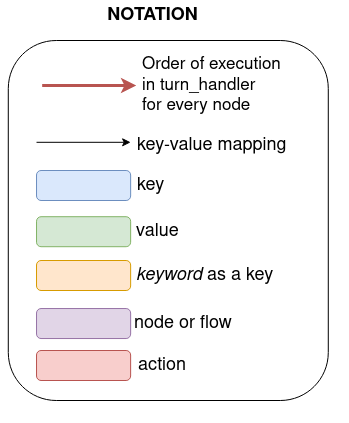 NOTATION
Order of execution
in turn_handler
for every node
key-value mapping
key
value
keyword as a key
node or flow
action